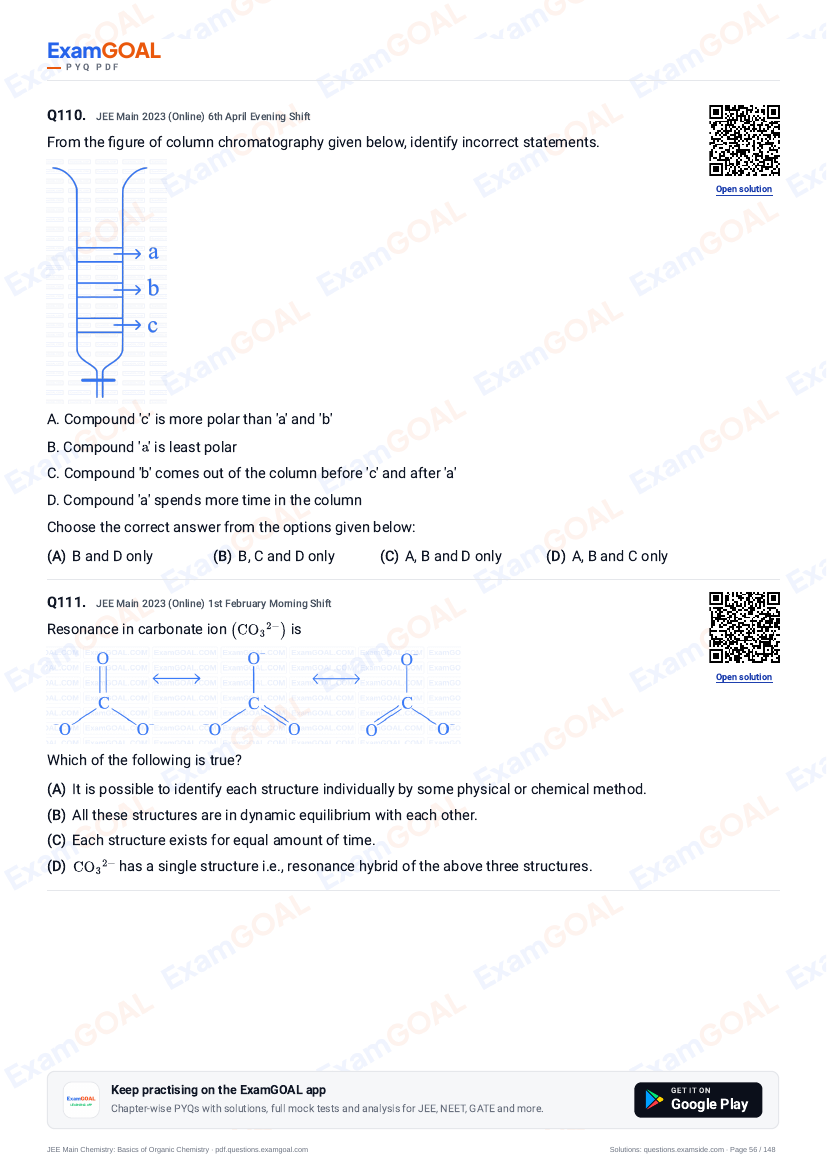 ExamGOAL
PYQ PDF
Q110. JEE Main 2023 (Online) 6th April Evening Shift
From the figure of column chromatography given below, identify incorrect statements.
Open solution
a
b
c
A. Compound 'c' is more polar than 'a' and 'b'
B. Compound 'a' is least polar
C. Compound 'b' comes out of the column before 'c' and after 'a'
D. Compound 'a' spends more time in the column
Choose the correct answer from the options given below:
(A) B and D only (B) B, C and D only (C) A, B and D only (D) A, B and C only
Q111. JEE Main 2023 (Online) 1st February Morning Shift
Resonance in carbonate ion (CO₃²⁻) is
Open solution
O O⁻ O⁻
C C C
⁻O O⁻ ⁻O O O O⁻
Which of the following is true?
(A) It is possible to identify each structure individually by some physical or chemical method.
(B) All these structures are in dynamic equilibrium with each other.
(C) Each structure exists for equal amount of time.
(D) CO₃²⁻ has a single structure i.e., resonance hybrid of the above three structures.
ExamGOAL
Keep practising on the ExamGOAL app
Chapter-wise PYQs with solutions, full mock tests and analysis for JEE, NEET, GATE and more.
GET IT ON
Google Play
JEE Main Chemistry: Basics of Organic Chemistry · pdf.questions.examgoal.com
Solutions: questions.examside.com · Page 56 / 148